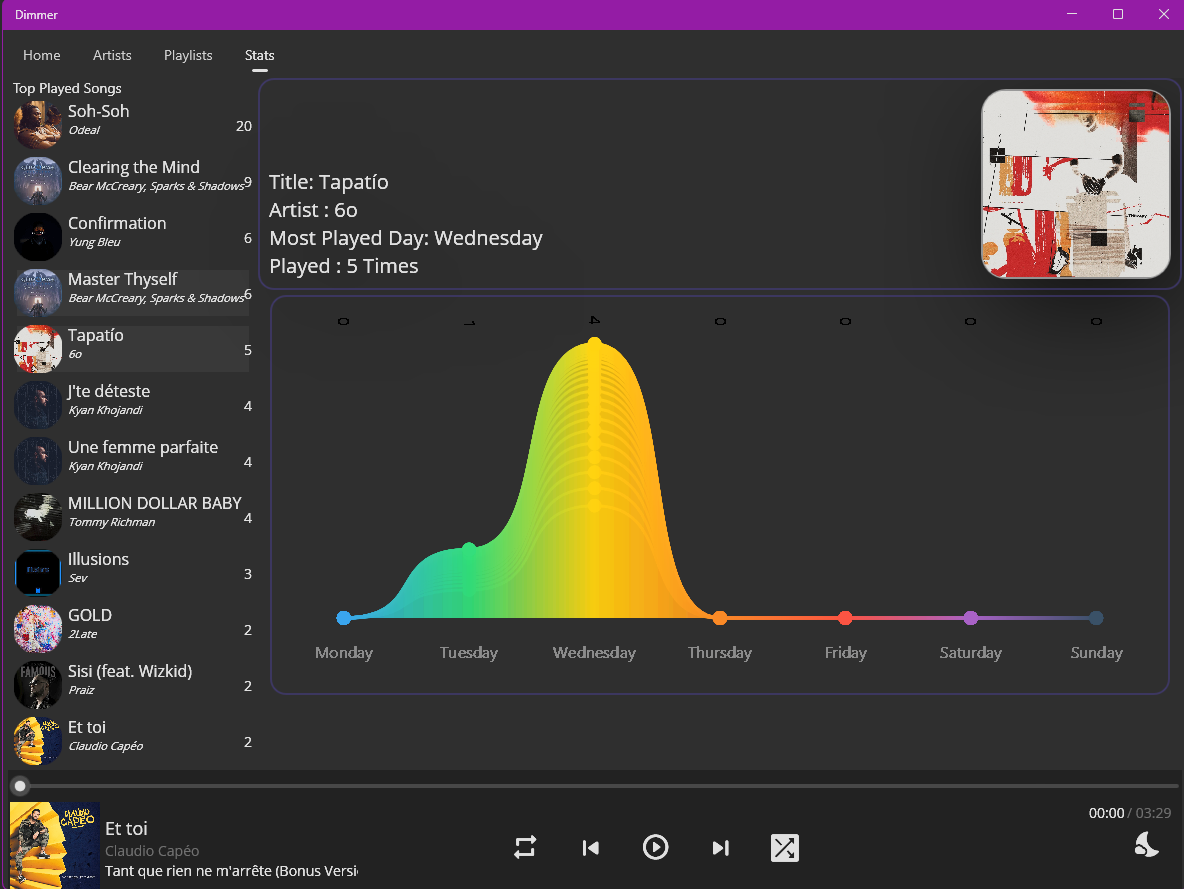 Dimmer
Home Artists Playlists Stats
Top Played Songs
Soh-Soh
Odeal
20
Clearing the Mind
Bear McCreary, Sparks & Shadows
9
Confirmation
Yung Bleu
6
Master Thyself
Bear McCreary, Sparks & Shadows
6
Tapatío
6o
5
J'te déteste
Kyan Khojandi
4
Une femme parfaite
Kyan Khojandi
4
MILLION DOLLAR BABY
Tommy Richman
4
Illusions
Sev
3
GOLD
2Late
2
FAMOUS
Sisi (feat. Wizkid)
Praiz
2
Et toi
Claudio Capéo
2
Title: Tapatío
Artist : 6o
Most Played Day: Wednesday
Played : 5 Times
0 1 4 0 0 0 0
Monday Tuesday Wednesday Thursday Friday Saturday Sunday
CLAUDIO
CAPÉO
Et toi
Claudio Capéo
Tant que rien ne m'arrête (Bonus Versi
00:00 / 03:29